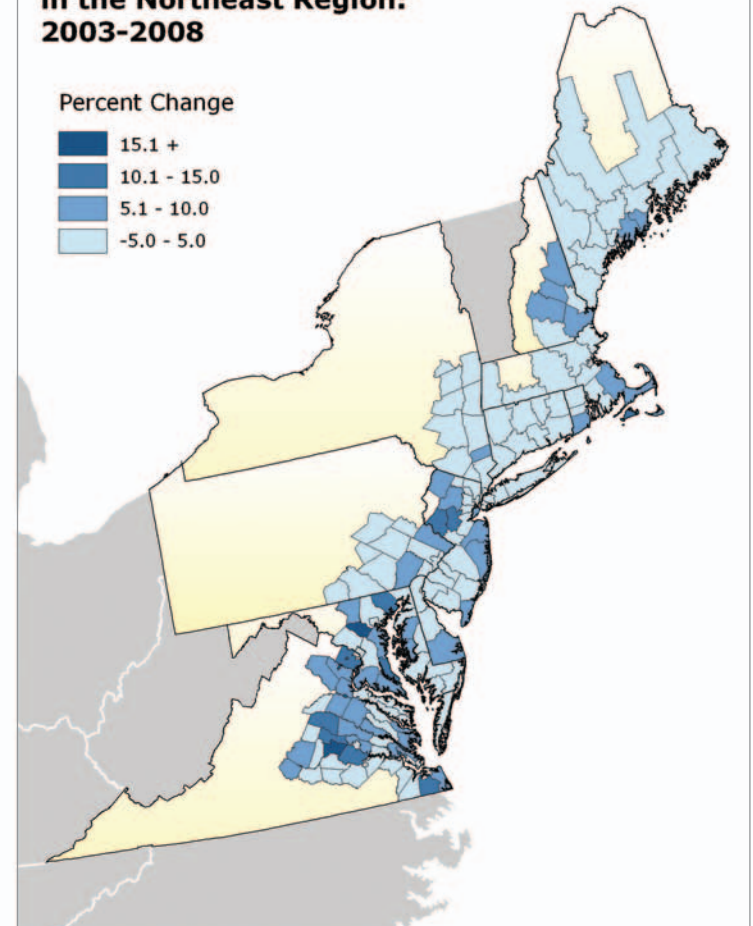 in the Northeast Region:
2003-2008
Percent Change
15.1 +
10.1 - 15.0
5.1 - 10.0
-5.0 - 5.0